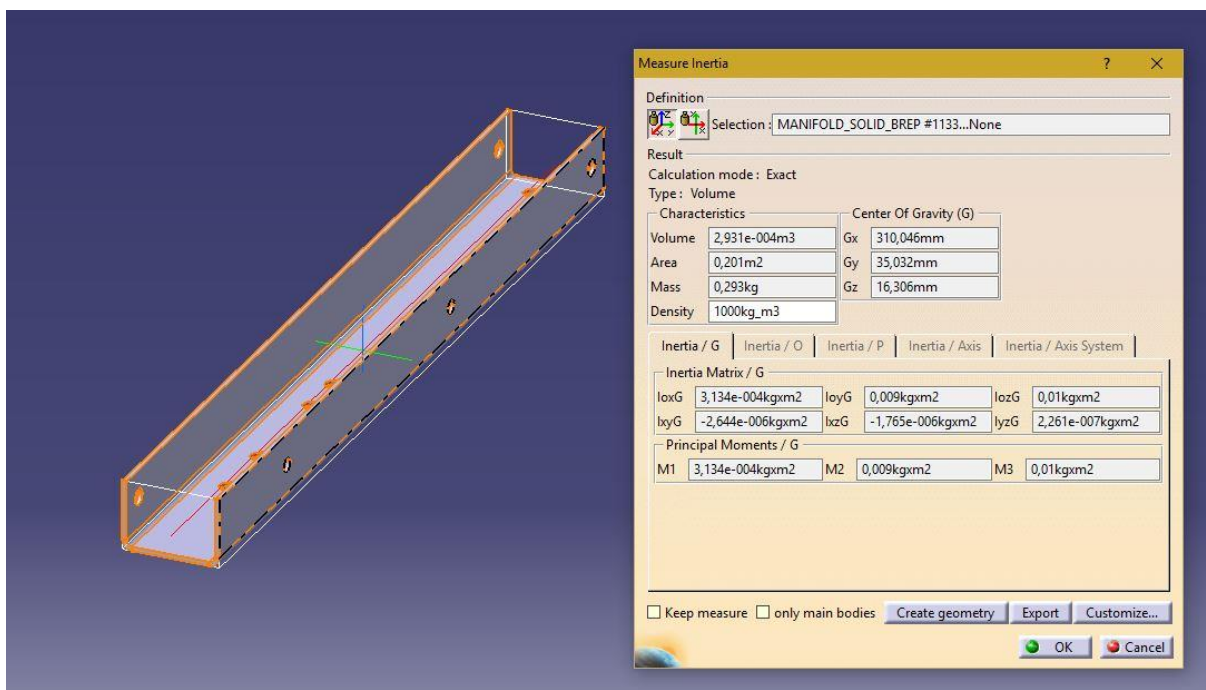 Measure Inertia ? X
Definition
Selection : MANIFOLD_SOLID_BREP #1133...None
Result
Calculation mode : Exact
Type : Volume
Characteristics Center Of Gravity (G)
Volume 2,931e-004m3 Gx 310,046mm
Area 0,201m2 Gy 35,032mm
Mass 0,293kg Gz 16,306mm
Density 1000kg_m3
Inertia / G Inertia / O Inertia / P Inertia / Axis Inertia / Axis System
Inertia Matrix / G
IoxG 3,134e-004kgxm2 IoyG 0,009kgxm2 IozG 0,01kgxm2
IxyG -2,644e-006kgxm2 IxzG -1,765e-006kgxm2 IyzG 2,261e-007kgxm2
Principal Moments / G
M1 3,134e-004kgxm2 M2 0,009kgxm2 M3 0,01kgxm2
Keep measure only main bodies Create geometry Export Customize...
OK Cancel